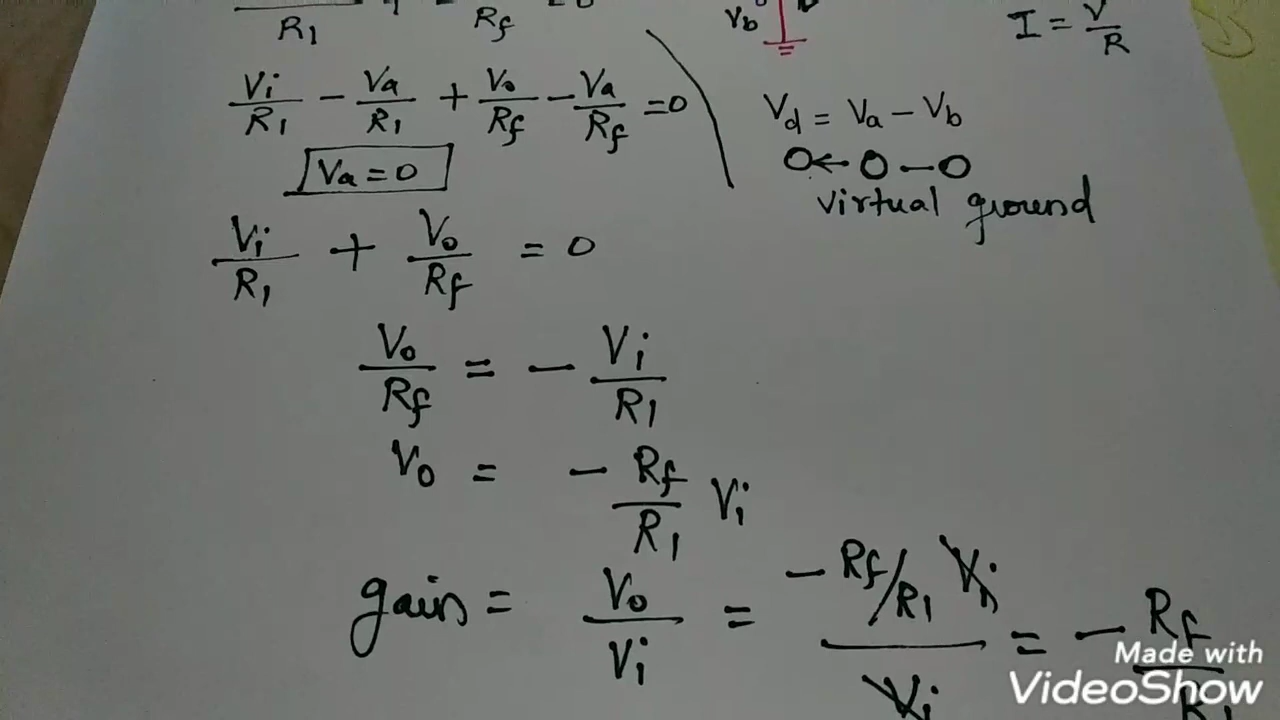 R1 Rf
Vi/R1 - Va/R1 + Vo/Rf - Va/Rf = 0
Va = 0
Vi/R1 + Vo/Rf = 0
Vo/Rf = - Vi/R1
Vo = - Rf/R1 Vi
gain = Vo/Vi = - Rf/R1 Vi / Vi = - Rf/R1
Vb
I = V/R
Vd = Va - Vb
0 ← 0 - 0
virtual ground
Made with
VideoShow